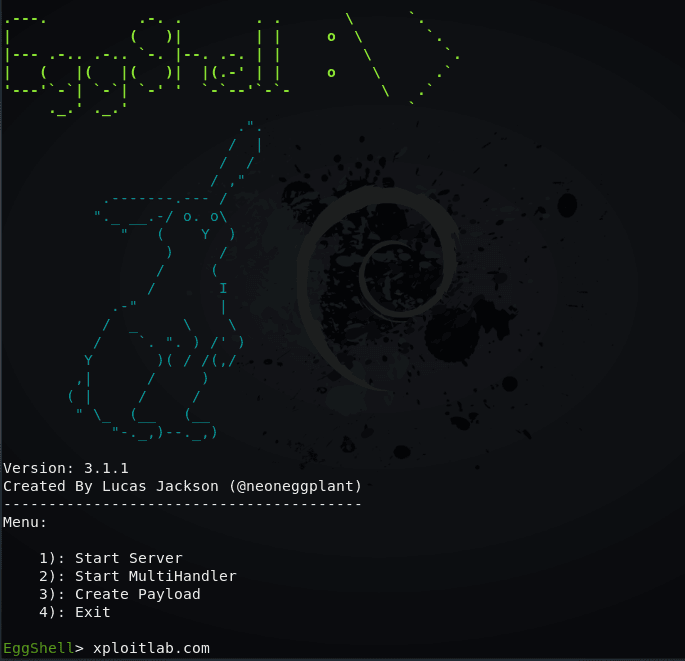 EggShell
Version: 3.1.1
Created By Lucas Jackson (@neoneggplant)
----------------------------------------
Menu:
1): Start Server
2): Start MultiHandler
3): Create Payload
4): Exit
EggShell> xploitlab.com